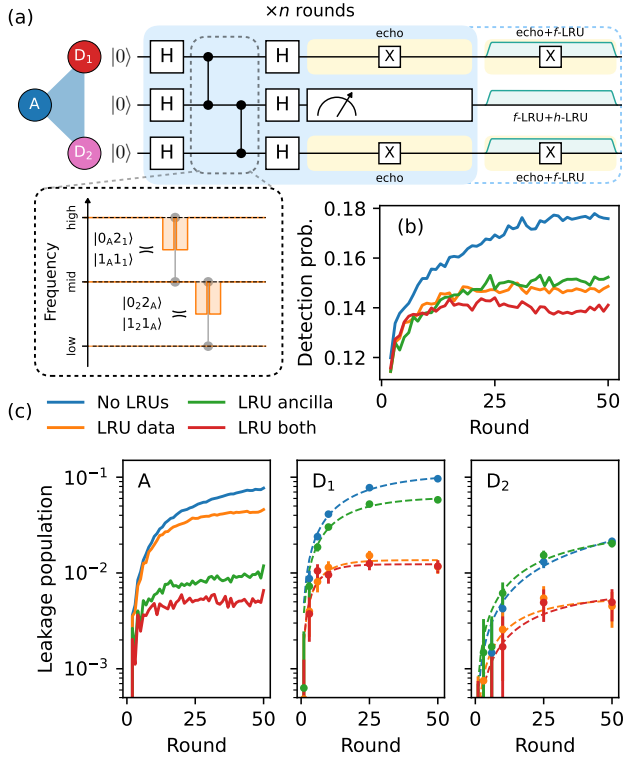 (a)
×n rounds
echo
echo+f-LRU
D1
|0⟩
H
H
X
X
A
|0⟩
H
H
f-LRU+h-LRU
D2
|0⟩
H
H
X
X
echo
echo+f-LRU
Frequency
high
mid
low
|0A21⟩
|1A11⟩
|022A⟩
|121A⟩
(b)
Detection prob.
0.18
0.16
0.14
0.12
0
25
50
Round
(c)
No LRUs
LRU ancilla
LRU data
LRU both
Leakage population
10−1
10−2
10−3
A
D1
D2
0
25
50
0
25
50
0
25
50
Round
Round
Round